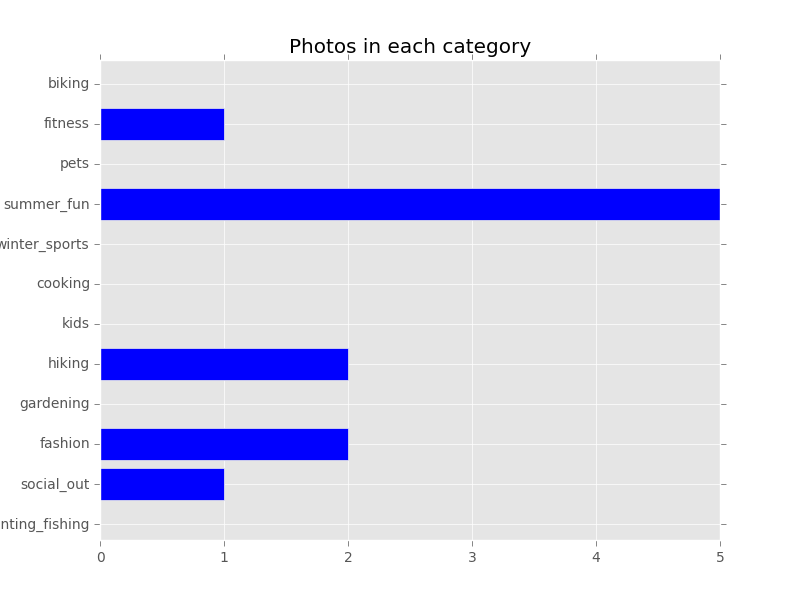 Photos in each category
biking
fitness
pets
summer_fun
winter_sports
cooking
kids
hiking
gardening
fashion
social_out
nting_fishing
0 1 2 3 4 5